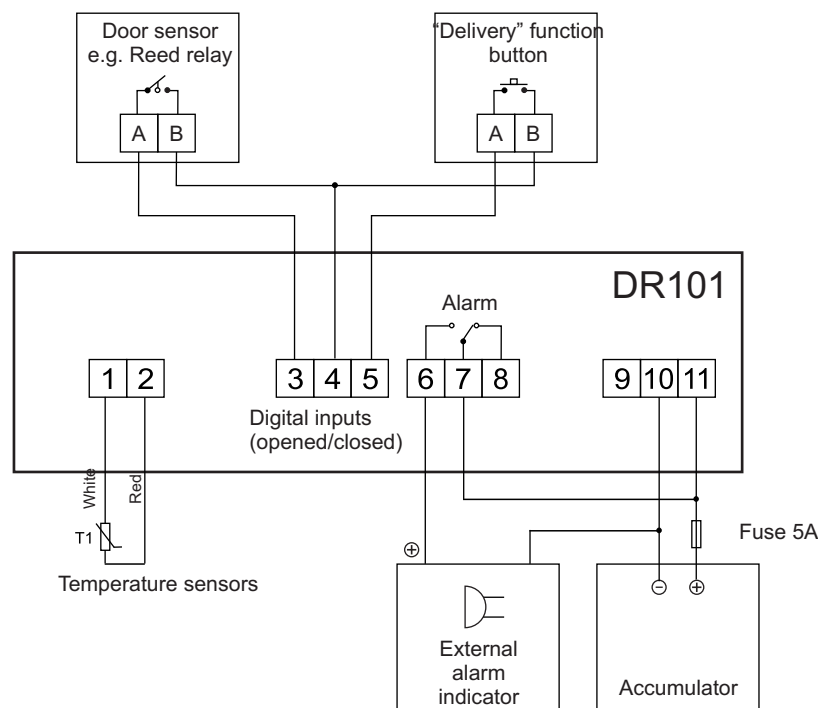 Door sensor
e.g. Reed relay
A B
“Delivery” function
button
A B
DR101
Alarm
1 2
3 4 5
6 7 8
9 10 11
Digital inputs
(opened/closed)
White
Red
T1
Temperature sensors
Fuse 5A
External
alarm
indicator
Accumulator